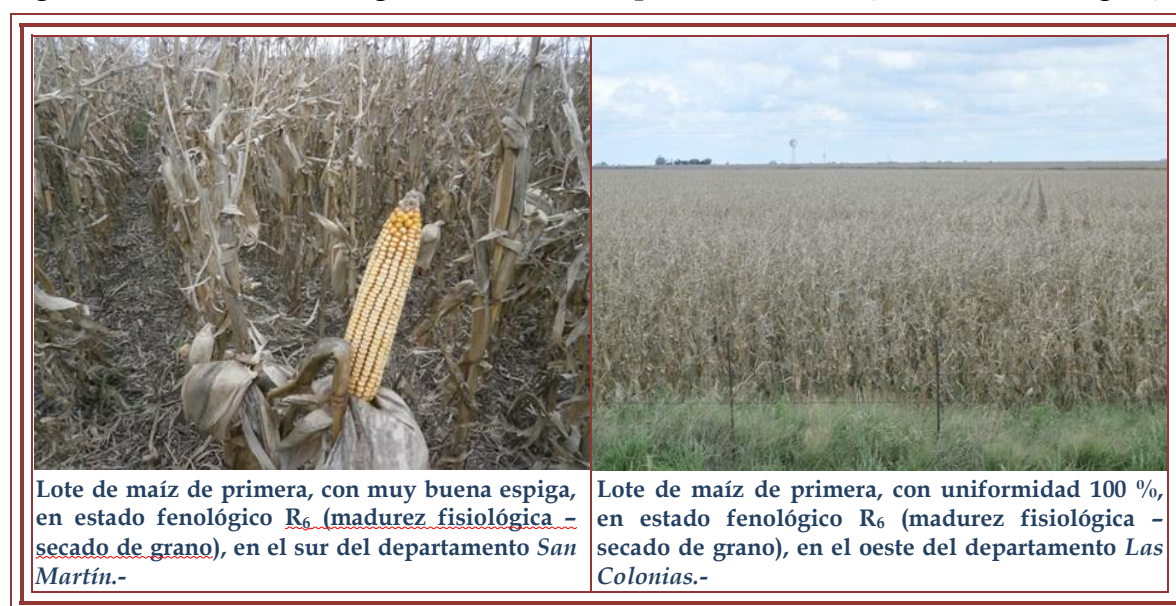 Lote de maíz de primera, con muy buena espiga,
en estado fenológico R₆ (madurez fisiológica –
secado de grano), en el sur del departamento San
Martín.-
Lote de maíz de primera, con uniformidad 100 %,
en estado fenológico R₆ (madurez fisiológica –
secado de grano), en el oeste del departamento Las
Colonias.-